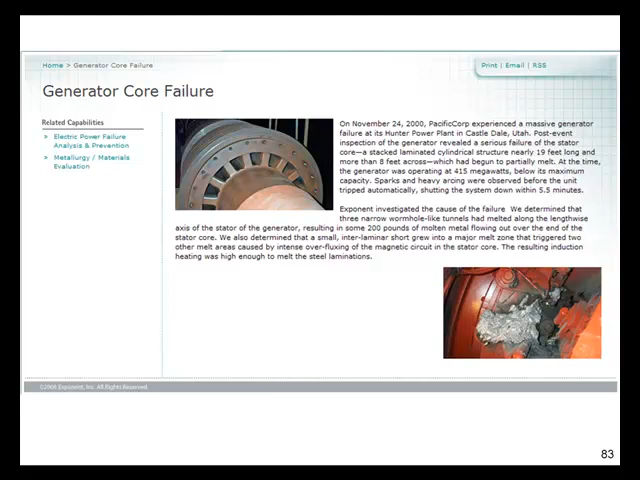 Home > Generator Core Failure
Print | Email | RSS
Generator Core Failure
Related Capabilities
Electric Power Failure
Analysis & Prevention
Metallurgy / Materials
Evaluation
On November 24, 2000, PacificCorp experienced a massive generator
failure at its Hunter Power Plant in Castle Dale, Utah. Post-event
inspection of the generator revealed a serious failure of the stator
core—a stacked laminated cylindrical structure nearly 19 feet long and
more than 8 feet across—which had begun to partially melt. At the time,
the generator was operating at 415 megawatts, below its maximum
capacity. Sparks and heavy arcing were observed before the unit
tripped automatically, shutting the system down within 5.5 minutes.
Exponent investigated the cause of the failure  We determined that
three narrow wormhole-like tunnels had melted along the lengthwise
axis of the stator of the generator, resulting in some 200 pounds of molten metal flowing out over the end of the
stator core. We also determined that a small, inter-laminar short grew into a major melt zone that triggered two
other melt areas caused by intense over-fluxing of the magnetic circuit in the stator core. The resulting induction
heating was high enough to melt the steel laminations.
©2008 Exponent, Inc. All Rights Reserved.
83